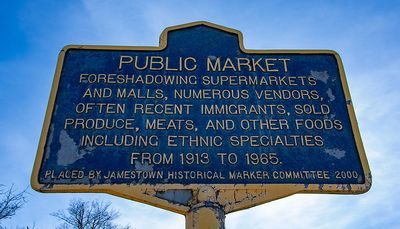 PUBLIC MARKET
FORESHADOWING SUPERMARKETS
AND MALLS, NUMEROUS VENDORS,
OFTEN RECENT IMMIGRANTS, SOLD
PRODUCE, MEATS, AND OTHER FOODS
INCLUDING ETHNIC SPECIALTIES
FROM 1913 TO 1965.
PLACED BY JAMESTOWN HISTORICAL MARKER COMMITTEE 2000